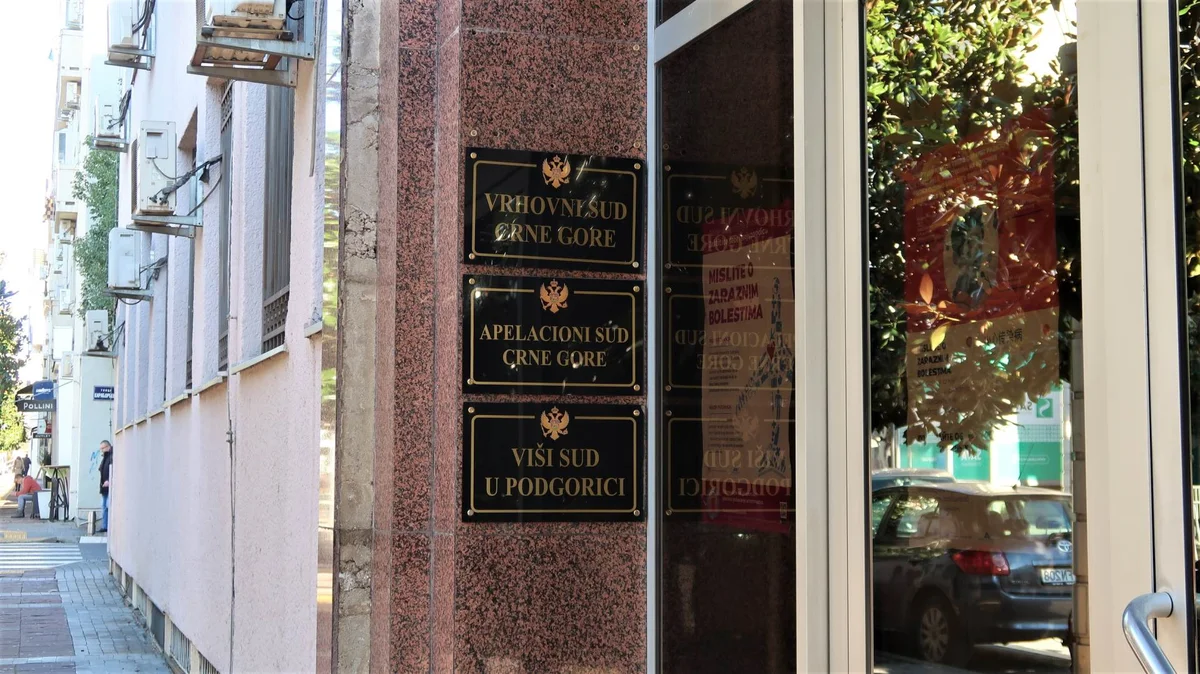 VRHOVNI SUD
CRNE GORE
APELACIONI SUD
CRNE GORE
VIŠI SUD
U PODGORICI
MISLITE O
ZARAZNIM
BOLESTIMA
POLLINI